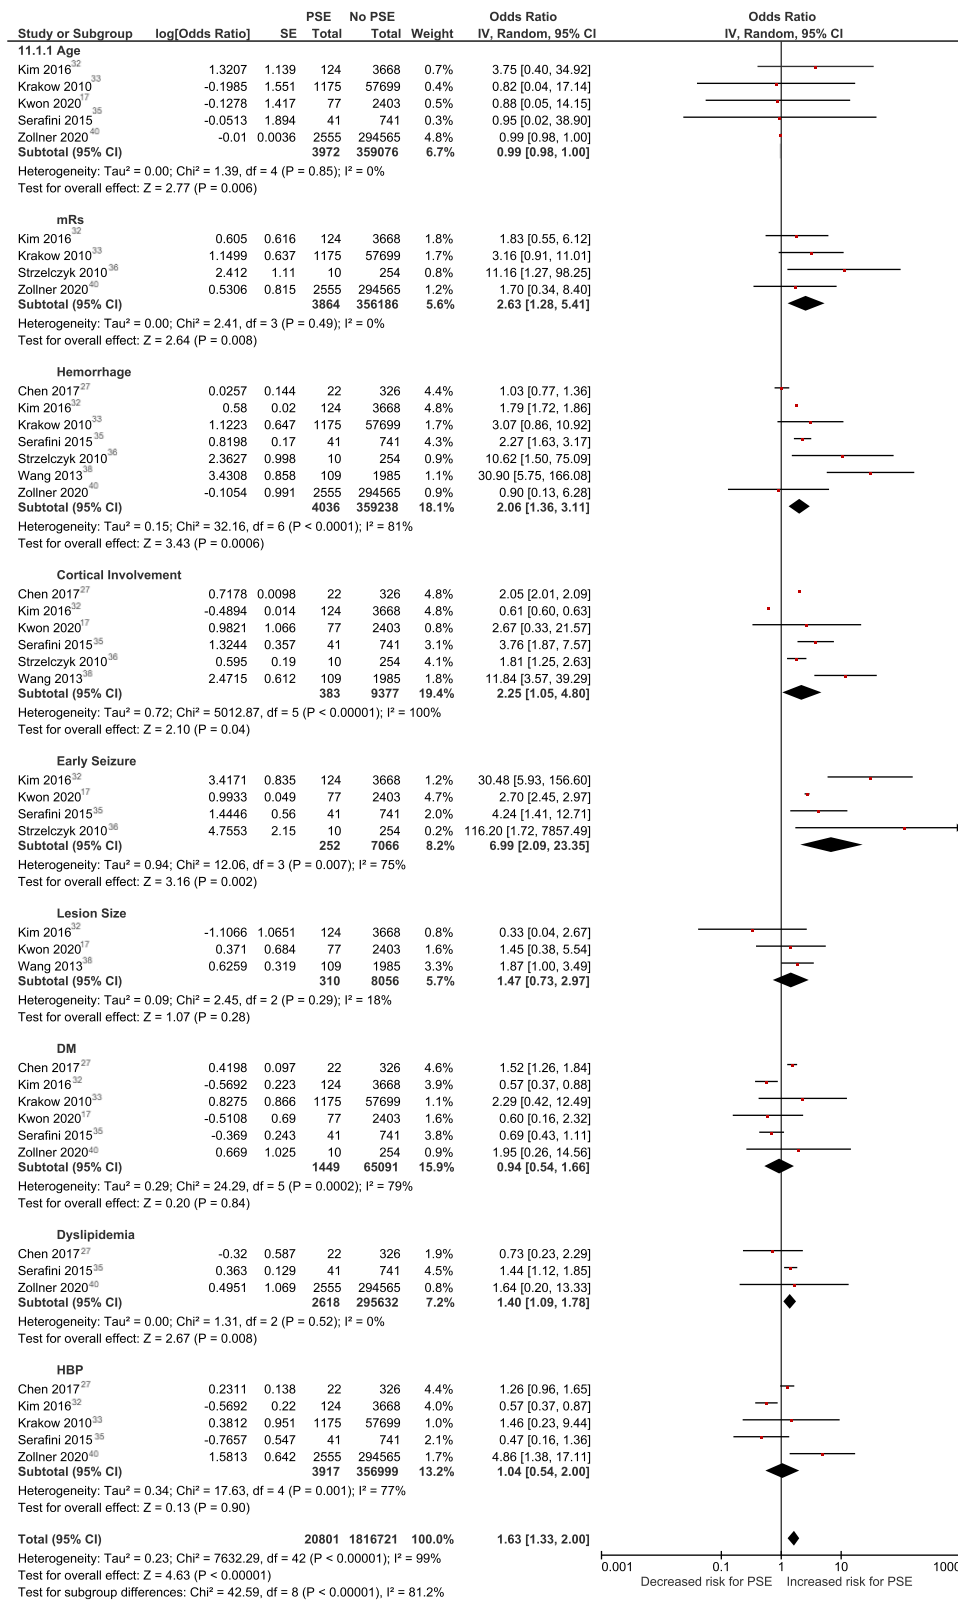 PSE No PSE Odds Ratio Odds Ratio
Study or Subgroup log[Odds Ratio] SE Total Total Weight IV, Random, 95% CI IV, Random, 95% CI
11.1.1 Age
Kim 2016³² 1.3207 1.139 124 3668 0.7% 3.75 [0.40, 34.92]
Krakow 2010³³ -0.1985 1.551 1175 57699 0.4% 0.82 [0.04, 17.14]
Kwon 2020¹⁷ -0.1278 1.417 77 2403 0.5% 0.88 [0.05, 14.15]
Serafini 2015³⁵ -0.0513 1.894 41 741 0.3% 0.95 [0.02, 38.90]
Zollner 2020⁴⁰ -0.01 0.0036 2555 294565 4.8% 0.99 [0.98, 1.00]
Subtotal (95% CI) 3972 359076 6.7% 0.99 [0.98, 1.00]
Heterogeneity: Tau² = 0.00; Chi² = 1.39, df = 4 (P = 0.85); I² = 0%
Test for overall effect: Z = 2.77 (P = 0.006)
mRs
Kim 2016³² 0.605 0.616 124 3668 1.8% 1.83 [0.55, 6.12]
Krakow 2010³³ 1.1499 0.637 1175 57699 1.7% 3.16 [0.91, 11.01]
Strzelczyk 2010³⁶ 2.412 1.11 10 254 0.8% 11.16 [1.27, 98.25]
Zollner 2020⁴⁰ 0.5306 0.815 2555 294565 1.2% 1.70 [0.34, 8.40]
Subtotal (95% CI) 3864 356186 5.6% 2.63 [1.28, 5.41]
Heterogeneity: Tau² = 0.00; Chi² = 2.41, df = 3 (P = 0.49); I² = 0%
Test for overall effect: Z = 2.64 (P = 0.008)
Hemorrhage
Chen 2017²⁷ 0.0257 0.144 22 326 4.4% 1.03 [0.77, 1.36]
Kim 2016³² 0.58 0.02 124 3668 4.8% 1.79 [1.72, 1.86]
Krakow 2010³³ 1.1223 0.647 1175 57699 1.7% 3.07 [0.86, 10.92]
Serafini 2015³⁵ 0.8198 0.17 41 741 4.3% 2.27 [1.63, 3.17]
Strzelczyk 2010³⁶ 2.3627 0.998 10 254 0.9% 10.62 [1.50, 75.09]
Wang 2013³⁸ 3.4308 0.858 109 1985 1.1% 30.90 [5.75, 166.08]
Zollner 2020⁴⁰ -0.1054 0.991 2555 294565 0.9% 0.90 [0.13, 6.28]
Subtotal (95% CI) 4036 359238 18.1% 2.06 [1.36, 3.11]
Heterogeneity: Tau² = 0.15; Chi² = 32.16, df = 6 (P < 0.0001); I² = 81%
Test for overall effect: Z = 3.43 (P = 0.0006)
Cortical Involvement
Chen 2017²⁷ 0.7178 0.0098 22 326 4.8% 2.05 [2.01, 2.09]
Kim 2016³² -0.4894 0.014 124 3668 4.8% 0.61 [0.60, 0.63]
Kwon 2020¹⁷ 0.9821 1.066 77 2403 0.8% 2.67 [0.33, 21.57]
Serafini 2015³⁵ 1.3244 0.357 41 741 3.1% 3.76 [1.87, 7.57]
Strzelczyk 2010³⁶ 0.595 0.19 10 254 4.1% 1.81 [1.25, 2.63]
Wang 2013³⁸ 2.4715 0.612 109 1985 1.8% 11.84 [3.57, 39.29]
Subtotal (95% CI) 383 9377 19.4% 2.25 [1.05, 4.80]
Heterogeneity: Tau² = 0.72; Chi² = 5012.87, df = 5 (P < 0.00001); I² = 100%
Test for overall effect: Z = 2.10 (P = 0.04)
Early Seizure
Kim 2016³² 3.4171 0.835 124 3668 1.2% 30.48 [5.93, 156.60]
Kwon 2020¹⁷ 0.9933 0.049 77 2403 4.7% 2.70 [2.45, 2.97]
Serafini 2015³⁵ 1.4446 0.56 41 741 2.0% 4.24 [1.41, 12.71]
Strzelczyk 2010³⁶ 4.7553 2.15 10 254 0.2% 116.20 [1.72, 7857.49]
Subtotal (95% CI) 252 7066 8.2% 6.99 [2.09, 23.35]
Heterogeneity: Tau² = 0.94; Chi² = 12.06, df = 3 (P = 0.007); I² = 75%
Test for overall effect: Z = 3.16 (P = 0.002)
Lesion Size
Kim 2016³² -1.1066 1.0651 124 3668 0.8% 0.33 [0.04, 2.67]
Kwon 2020¹⁷ 0.371 0.684 77 2403 1.6% 1.45 [0.38, 5.54]
Wang 2013³⁸ 0.6259 0.319 109 1985 3.3% 1.87 [1.00, 3.49]
Subtotal (95% CI) 310 8056 5.7% 1.47 [0.73, 2.97]
Heterogeneity: Tau² = 0.09; Chi² = 2.45, df = 2 (P = 0.29); I² = 18%
Test for overall effect: Z = 1.07 (P = 0.28)
DM
Chen 2017²⁷ 0.4198 0.097 22 326 4.6% 1.52 [1.26, 1.84]
Kim 2016³² -0.5692 0.223 124 3668 3.9% 0.57 [0.37, 0.88]
Krakow 2010³³ 0.8275 0.866 1175 57699 1.1% 2.29 [0.42, 12.49]
Kwon 2020¹⁷ -0.5108 0.69 77 2403 1.6% 0.60 [0.16, 2.32]
Serafini 2015³⁵ -0.369 0.243 41 741 3.8% 0.69 [0.43, 1.11]
Zollner 2020⁴⁰ 0.669 1.025 10 254 0.9% 1.95 [0.26, 14.56]
Subtotal (95% CI) 1449 65091 15.9% 0.94 [0.54, 1.66]
Heterogeneity: Tau² = 0.29; Chi² = 24.29, df = 5 (P = 0.0002); I² = 79%
Test for overall effect: Z = 0.20 (P = 0.84)
Dyslipidemia
Chen 2017²⁷ -0.32 0.587 22 326 1.9% 0.73 [0.23, 2.29]
Serafini 2015³⁵ 0.363 0.129 41 741 4.5% 1.44 [1.12, 1.85]
Zollner 2020⁴⁰ 0.4951 1.069 2555 294565 0.8% 1.64 [0.20, 13.33]
Subtotal (95% CI) 2618 295632 7.2% 1.40 [1.09, 1.78]
Heterogeneity: Tau² = 0.00; Chi² = 1.31, df = 2 (P = 0.52); I² = 0%
Test for overall effect: Z = 2.67 (P = 0.008)
HBP
Chen 2017²⁷ 0.2311 0.138 22 326 4.4% 1.26 [0.96, 1.65]
Kim 2016³² -0.5692 0.22 124 3668 4.0% 0.57 [0.37, 0.87]
Krakow 2010³³ 0.3812 0.951 1175 57699 1.0% 1.46 [0.23, 9.44]
Serafini 2015³⁵ -0.7657 0.547 41 741 2.1% 0.47 [0.16, 1.36]
Zollner 2020⁴⁰ 1.5813 0.642 2555 294565 1.7% 4.86 [1.38, 17.11]
Subtotal (95% CI) 3917 356999 13.2% 1.04 [0.54, 2.00]
Heterogeneity: Tau² = 0.34; Chi² = 17.63, df = 4 (P = 0.001); I² = 77%
Test for overall effect: Z = 0.13 (P = 0.90)
Total (95% CI) 20801 1816721 100.0% 1.63 [1.33, 2.00]
Heterogeneity: Tau² = 0.23; Chi² = 7632.29, df = 42 (P < 0.00001); I² = 99%
Test for overall effect: Z = 4.63 (P < 0.00001)
Test for subgroup differences: Chi² = 42.59, df = 8 (P < 0.00001), I² = 81.2%
0.001 0.1 1 10 1000
Decreased risk for PSE Increased risk for PSE